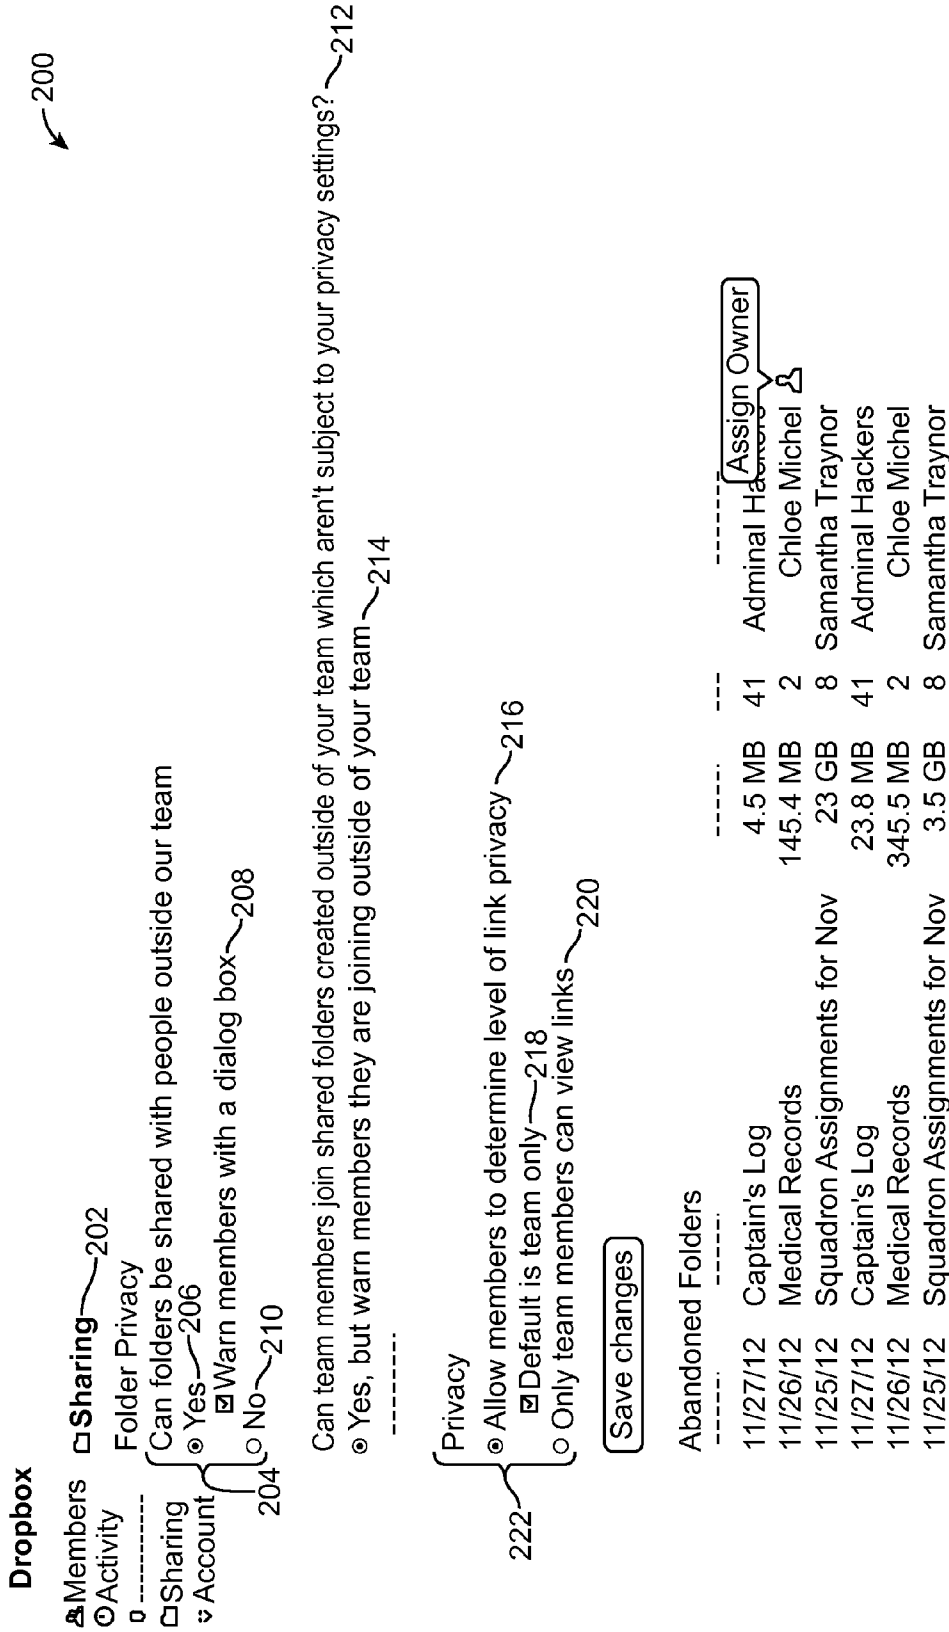 200
Dropbox
Members
Activity
Sharing
Account
Sharing 202
Folder Privacy
Can folders be shared with people outside our team
Yes 206
Warn members with a dialog box 208
No 210
204
Can team members join shared folders created outside of your team which aren't subject to your privacy settings? 212
Yes, but warn members they are joining outside of your team 214
Privacy
Allow members to determine level of link privacy 216
Default is team only 218
Only team members can view links 220
222
Save changes
Abandoned Folders
Assign Owner
11/27/12 Captain's Log 4.5 MB 41 Adminal Hackers
11/26/12 Medical Records 145.4 MB 2 Chloe Michel
11/25/12 Squadron Assignments for Nov 23 GB 8 Samantha Traynor
11/27/12 Captain's Log 23.8 MB 41 Adminal Hackers
11/26/12 Medical Records 345.5 MB 2 Chloe Michel
11/25/12 Squadron Assignments for Nov 3.5 GB 8 Samantha Traynor